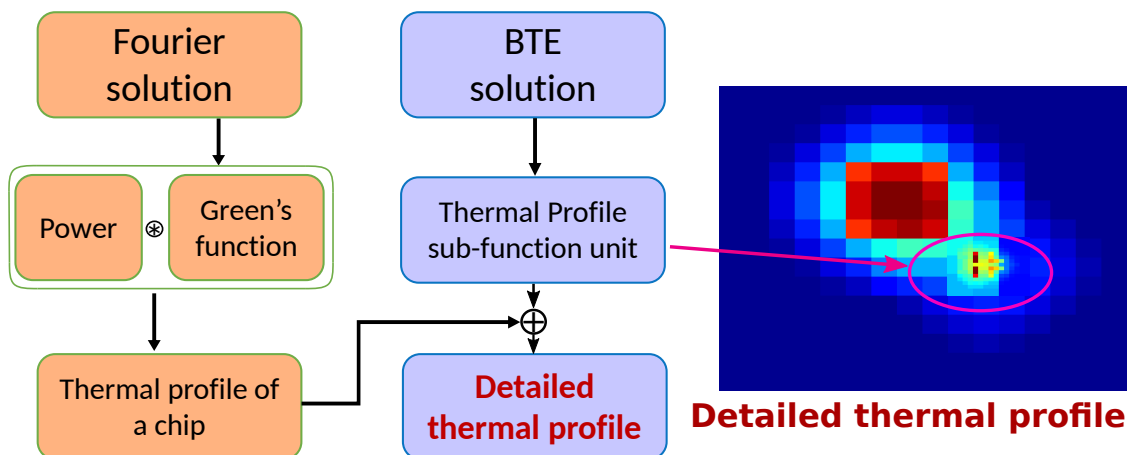 Fourier
solution
BTE
solution
Power
⊛
Green's
function
Thermal Profile
sub-function unit
⊕
Thermal profile of
a chip
Detailed
thermal profile
Detailed thermal profile